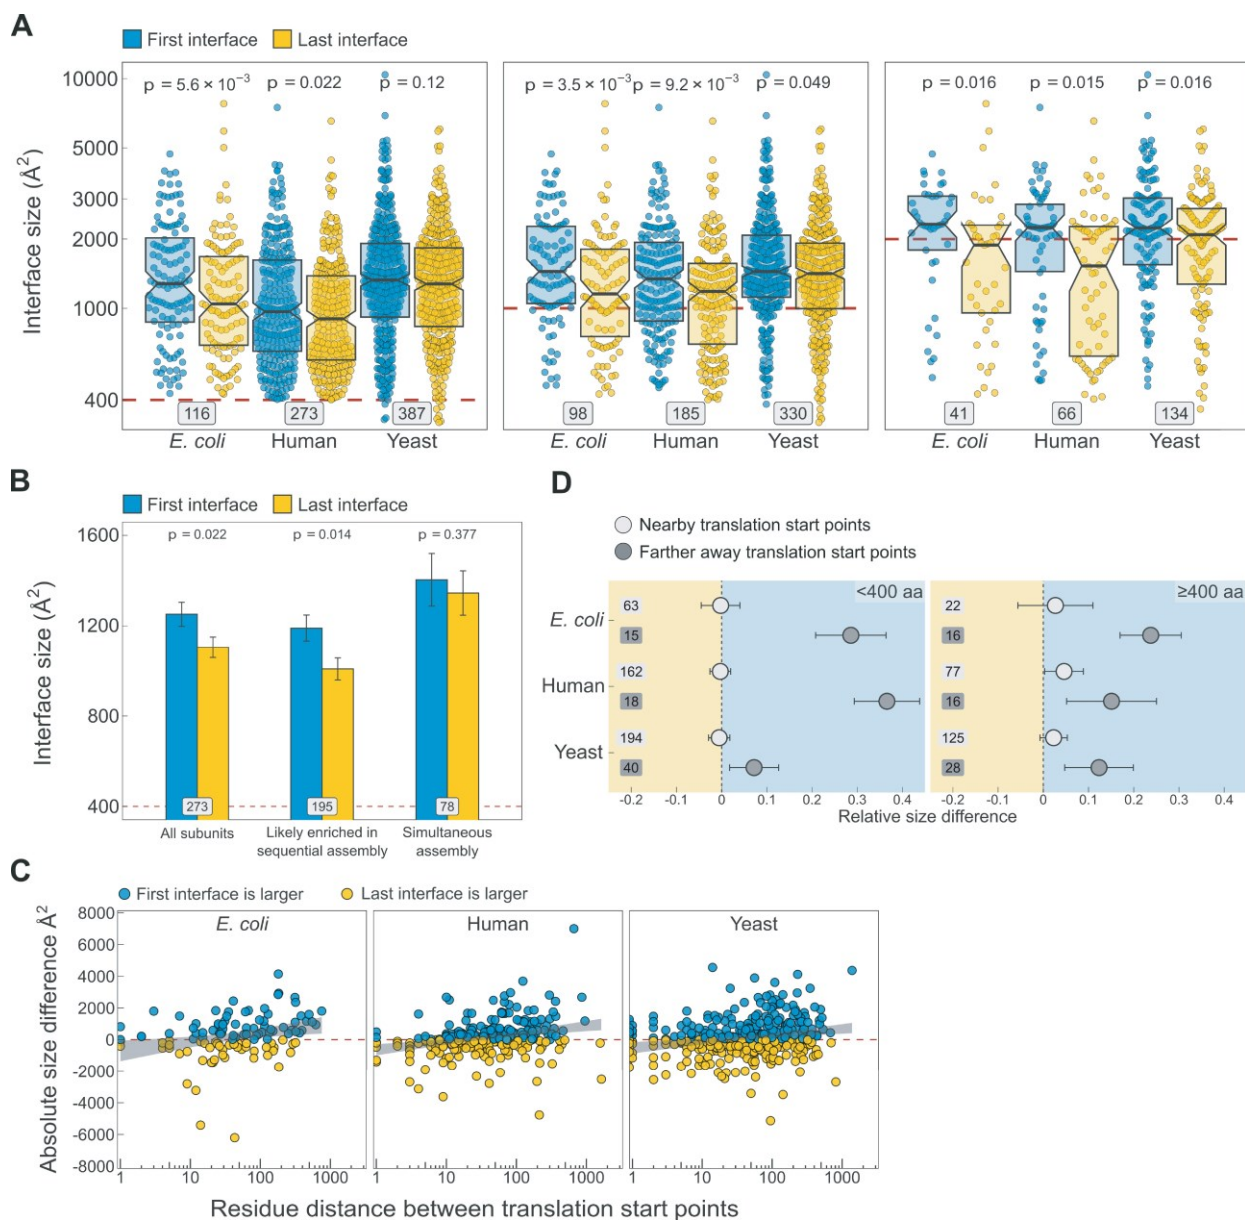 A
First interface Last interface
p = 5.6 × 10⁻³ p = 0.022 p = 0.12
p = 3.5 × 10⁻³ p = 9.2 × 10⁻³ p = 0.049
p = 0.016 p = 0.015 p = 0.016
Interface size (Å²)
10000
5000
3000
2000
1000
400
116 273 387
98 185 330
41 66 134
E. coli Human Yeast
E. coli Human Yeast
E. coli Human Yeast
B
First interface Last interface
p = 0.022 p = 0.014 p = 0.377
Interface size (Å²)
1600
1200
800
400
273 195 78
All subunits
Likely enriched in
sequential assembly
Simultaneous
assembly
D
Nearby translation start points
Farther away translation start points
<400 aa
≥400 aa
E. coli
Human
Yeast
63
15
162
18
194
40
22
16
77
16
125
28
-0.2 -0.1 0 0.1 0.2 0.3 0.4
-0.2 -0.1 0 0.1 0.2 0.3 0.4
Relative size difference
C
First interface is larger Last interface is larger
E. coli Human Yeast
Absolute size difference Å²
8000
6000
4000
2000
0
-2000
-4000
-6000
-8000
1 10 100 1000
1 10 100 1000
1 10 100 1000
Residue distance between translation start points